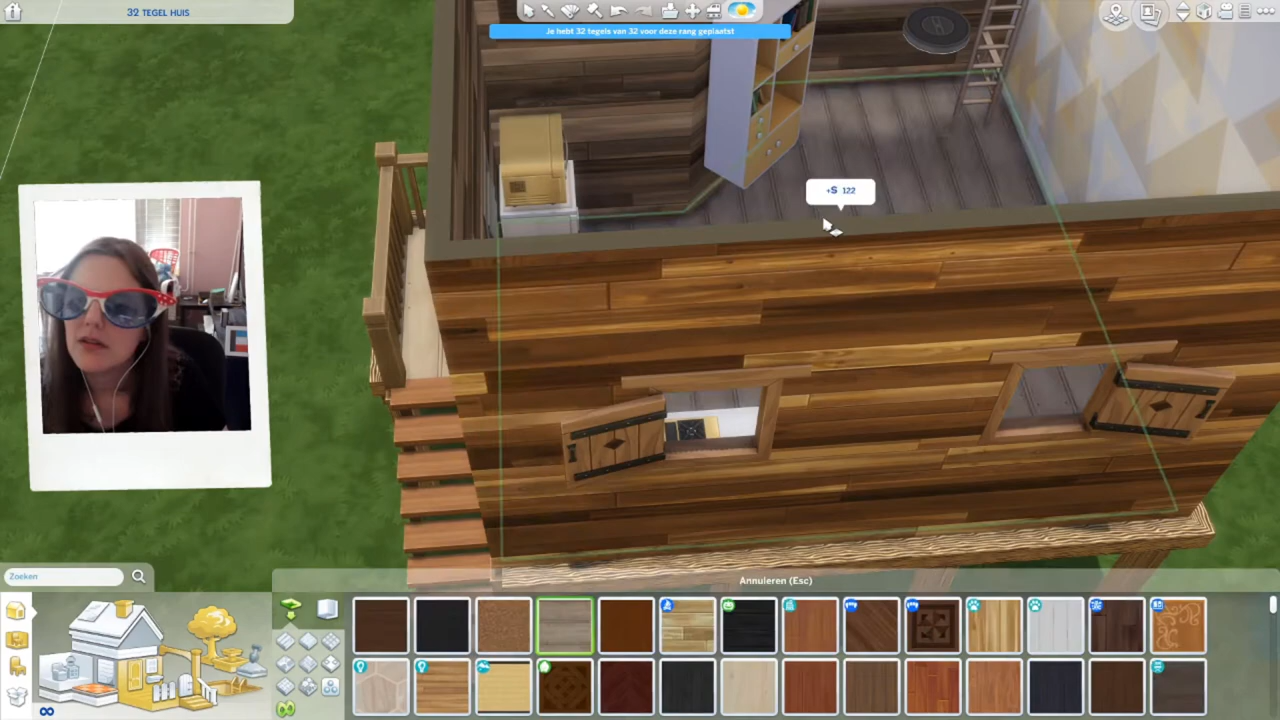 32 TEGEL HUIS
Je hebt 32 tegels van 32 voor deze rang geplaatst
+§ 122
Annuleren (Esc)
Zoeken